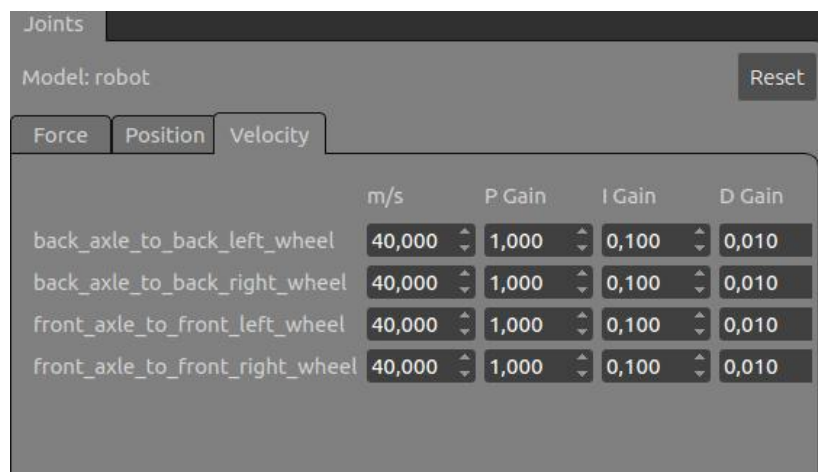 Joints
Model: robot Reset
Force Position Velocity
m/s P Gain I Gain D Gain
back_axle_to_back_left_wheel 40,000 1,000 0,100 0,010
back_axle_to_back_right_wheel 40,000 1,000 0,100 0,010
front_axle_to_front_left_wheel 40,000 1,000 0,100 0,010
front_axle_to_front_right_wheel 40,000 1,000 0,100 0,010